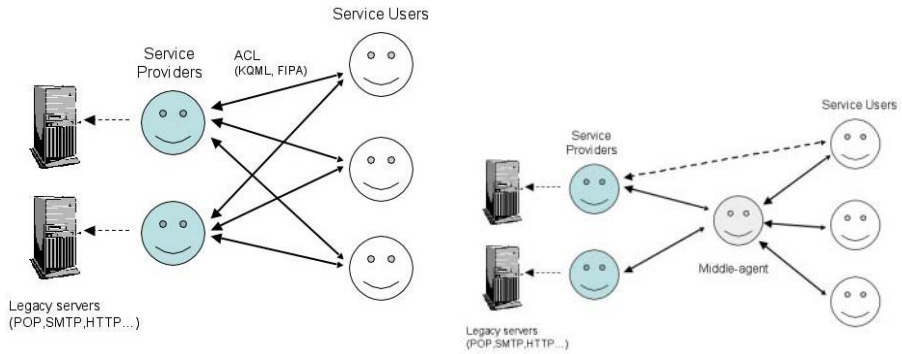 Service Users
Service
Providers
ACL
(KQML, FIPA)
Legacy servers
(POP,SMTP,HTTP...)
Service Users
Service
Providers
Middle-agent
Legacy servers
(POP,SMTP,HTTP...)